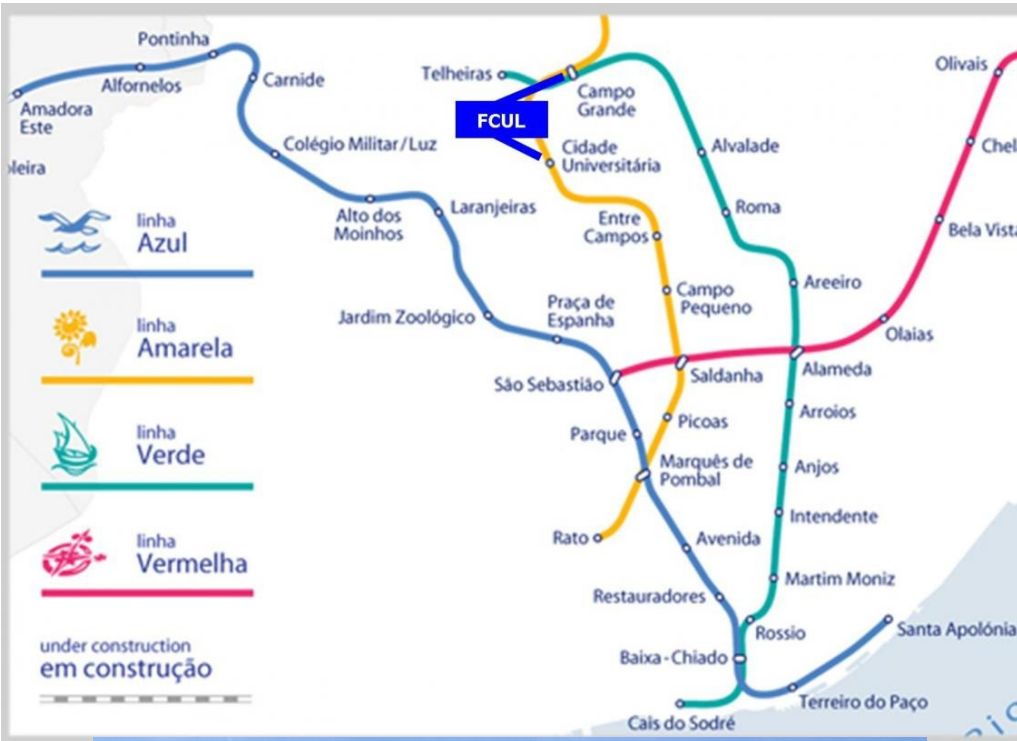 Pontinha
Alfornelos
Carnide
Amadora
Este
Colégio Militar/Luz
Alto dos
Moinhos
Laranjeiras
Jardim Zoológico
Praça de
Espanha
São Sebastião
Parque
Marquês de
Pombal
Rato
Avenida
Restauradores
Baixa-Chiado
Terreiro do Paço
Santa Apolónia
Telheiras
FCUL
Campo
Grande
Cidade
Universitária
Entre
Campos
Campo
Pequeno
Saldanha
Picoas
Alvalade
Roma
Areeiro
Alameda
Arroios
Anjos
Intendente
Martim Moniz
Rossio
Cais do Sodré
Olivais
Chel
Bela Vista
Olaias
linha
Azul
linha
Amarela
linha
Verde
linha
Vermelha
under construction
em construção